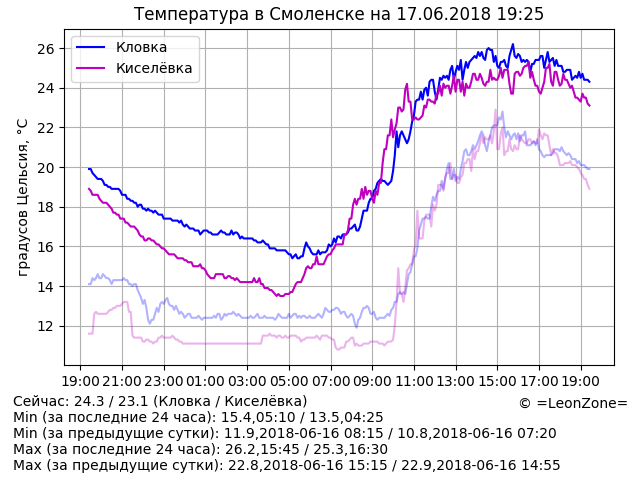 Температура в Смоленске на 17.06.2018 19:25
Кловка
Киселёвка
градусов Цельсия, °C
26
24
22
20
18
16
14
12
19:00 21:00 23:00 01:00 03:00 05:00 07:00 09:00 11:00 13:00 15:00 17:00 19:00
Сейчас: 24.3 / 23.1 (Кловка / Киселёвка)
© =LeonZone=
Min (за последние 24 часа): 15.4,05:10 / 13.5,04:25
Min (за предыдущие сутки): 11.9,2018-06-16 08:15 / 10.8,2018-06-16 07:20
Max (за последние 24 часа): 26.2,15:45 / 25.3,16:30
Max (за предыдущие сутки): 22.8,2018-06-16 15:15 / 22.9,2018-06-16 14:55